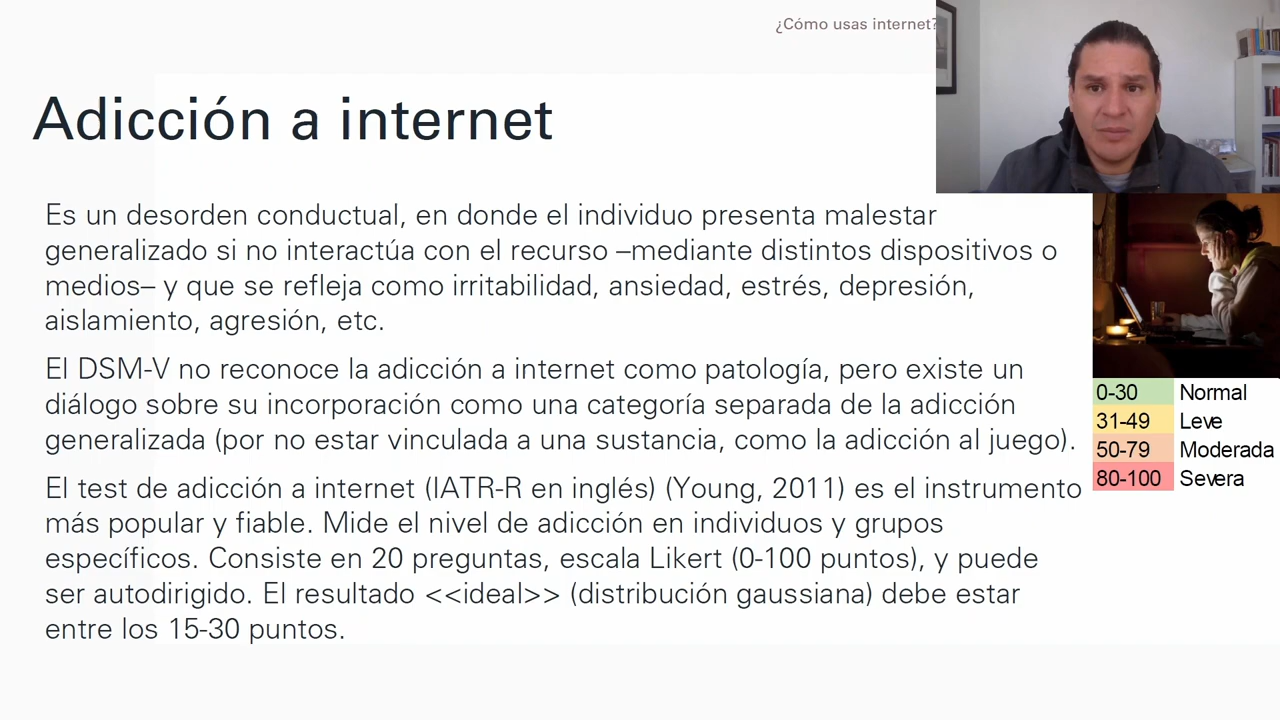 ¿Cómo usas internet?
Adicción a internet
Es un desorden conductual, en donde el individuo presenta malestar
generalizado si no interactúa con el recurso –mediante distintos dispositivos o
medios– y que se refleja como irritabilidad, ansiedad, estrés, depresión,
aislamiento, agresión, etc.
El DSM-V no reconoce la adicción a internet como patología, pero existe un
diálogo sobre su incorporación como una categoría separada de la adicción
generalizada (por no estar vinculada a una sustancia, como la adicción al juego).
El test de adicción a internet (IATR-R en inglés) (Young, 2011) es el instrumento
más popular y fiable. Mide el nivel de adicción en individuos y grupos
específicos. Consiste en 20 preguntas, escala Likert (0-100 puntos), y puede
ser autodirigido. El resultado <<ideal>> (distribución gaussiana) debe estar
entre los 15-30 puntos.
0-30 Normal
31-49 Leve
50-79 Moderada
80-100 Severa